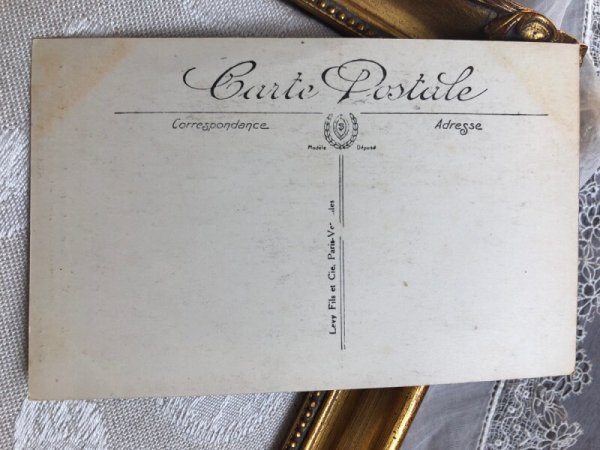 Carte Postale
Correspondance
Adresse
Modèle Déposé
Levy Fils et Cie, Paris-